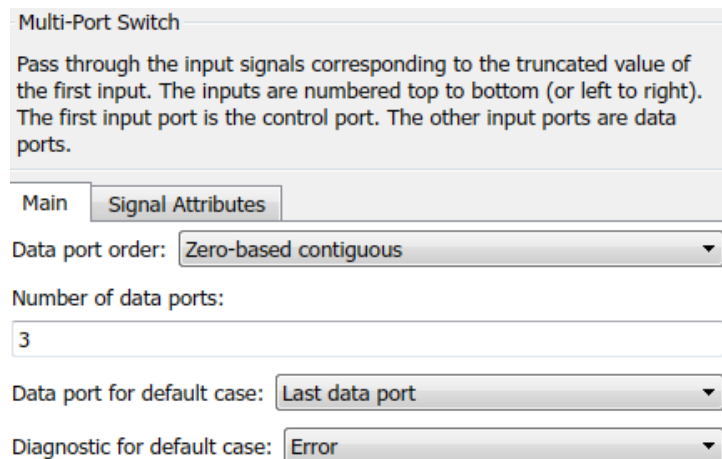 Multi-Port Switch
Pass through the input signals corresponding to the truncated value of
the first input. The inputs are numbered top to bottom (or left to right).
The first input port is the control port. The other input ports are data
ports.
Main Signal Attributes
Data port order: Zero-based contiguous
Number of data ports:
3
Data port for default case: Last data port
Diagnostic for default case: Error